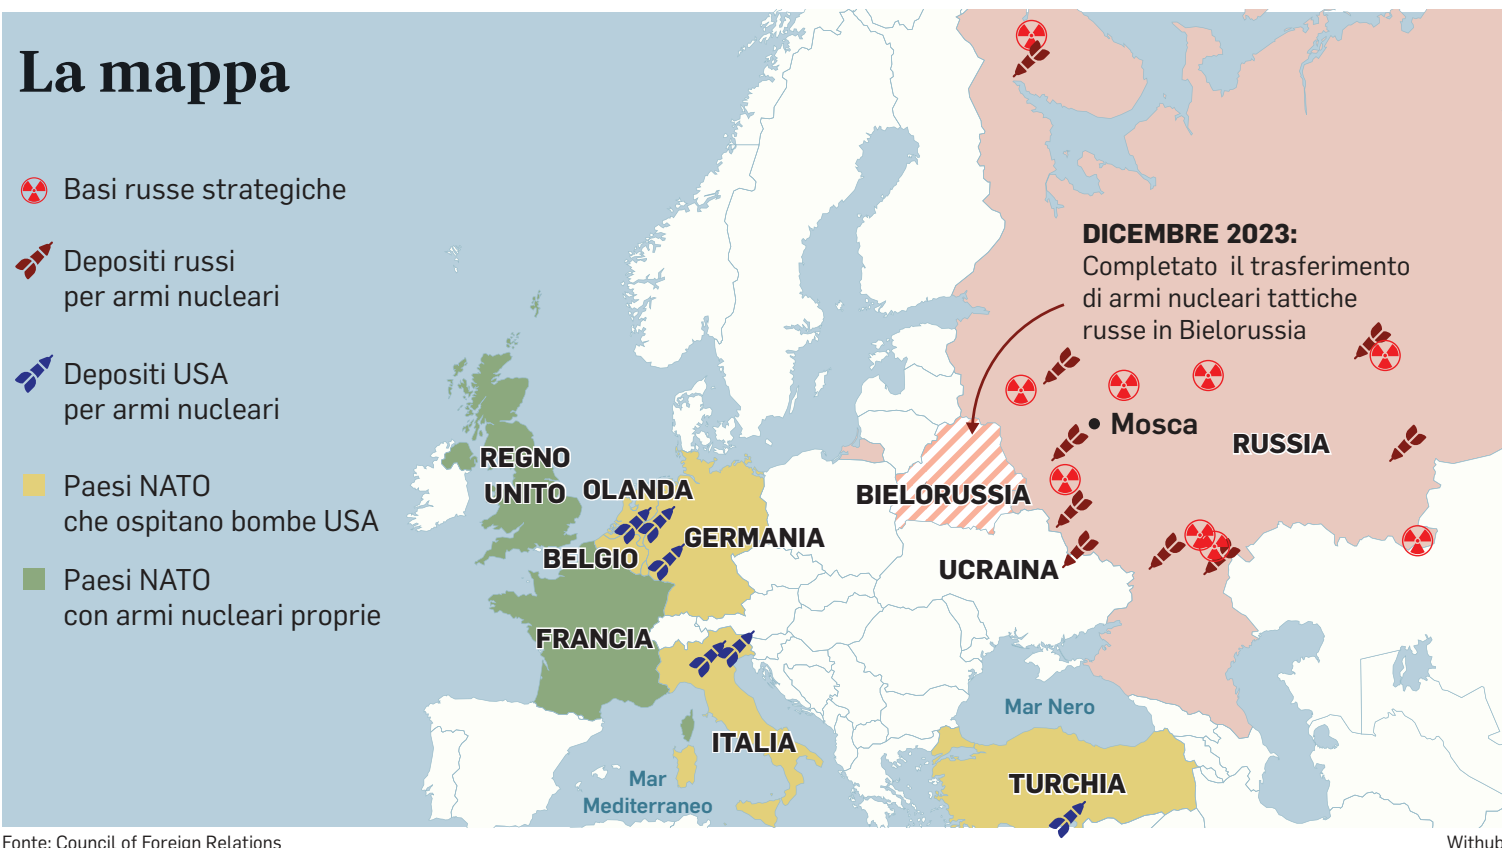 La mappa
Basi russe strategiche
Depositi russi
per armi nucleari
Depositi USA
per armi nucleari
Paesi NATO
che ospitano bombe USA
Paesi NATO
con armi nucleari proprie
DICEMBRE 2023:
Completato il trasferimento
di armi nucleari tattiche
russe in Bielorussia
Mosca
RUSSIA
REGNO
UNITO
OLANDA
BIELORUSSIA
GERMANIA
BELGIO
UCRAINA
FRANCIA
Mar Nero
ITALIA
Mar
Mediterraneo
TURCHIA
Fonte: Council of Foreign Relations
Withub